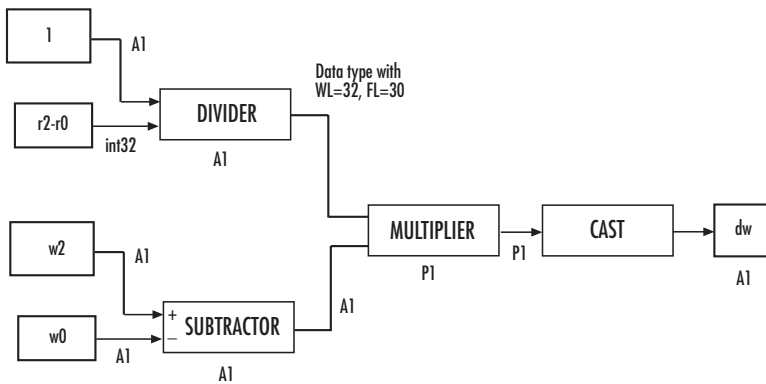 1
A1
Data type with
WL=32, FL=30
r2-r0
int32
DIVIDER
A1
w2
A1
MULTIPLIER
P1
P1
CAST
dw
A1
w0
A1
+
−
SUBTRACTOR
A1
A1